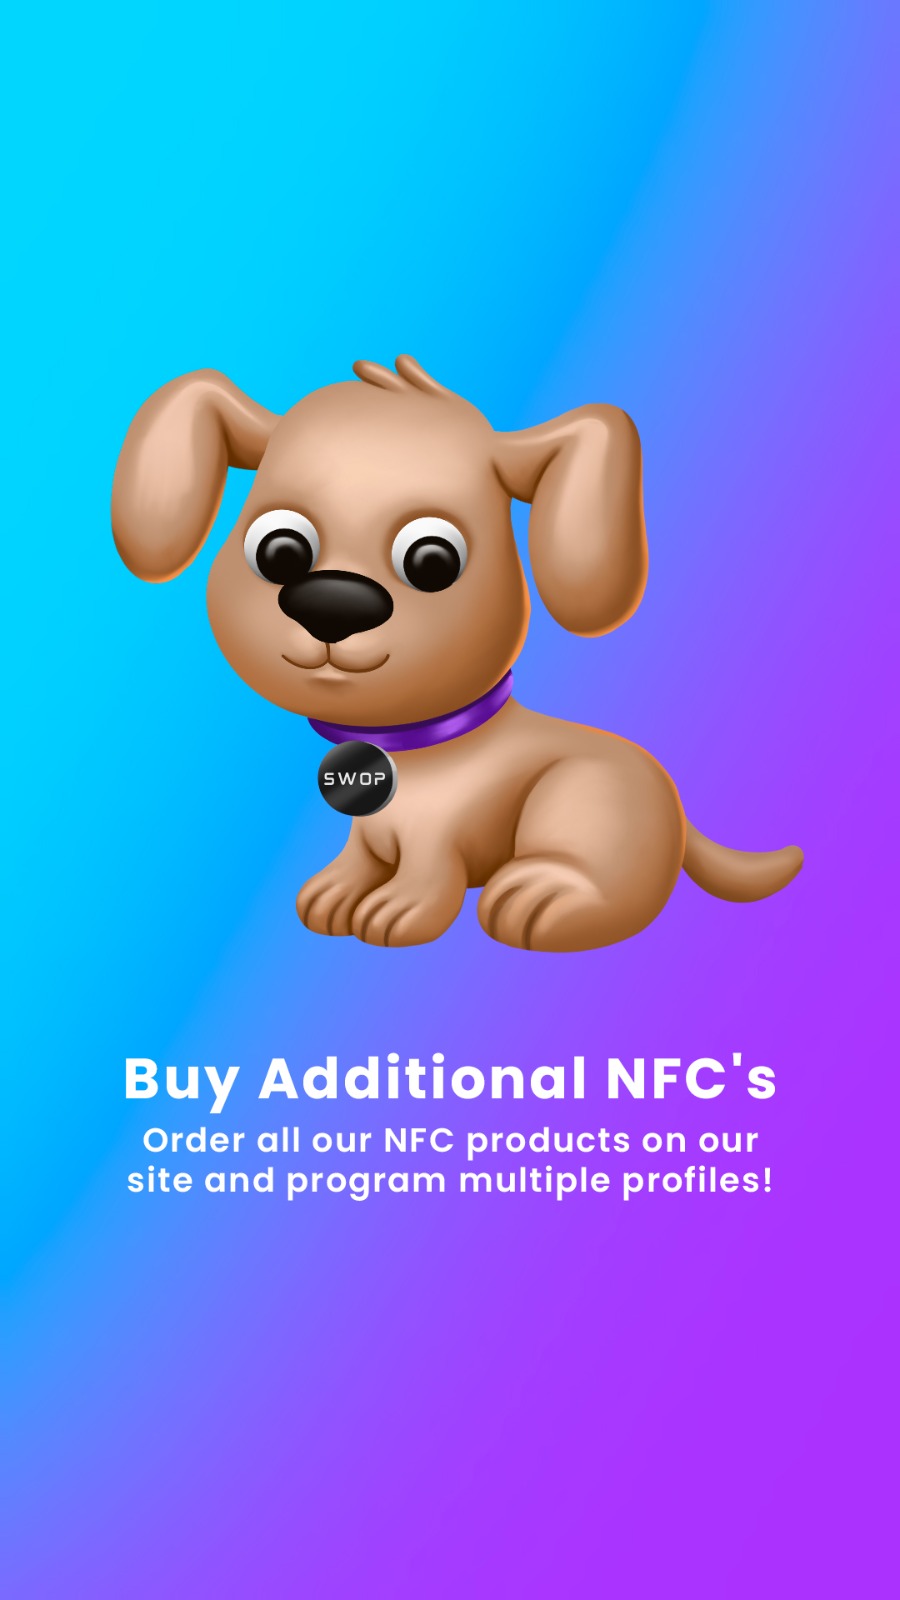 SWOP
Buy Additional NFC's
Order all our NFC products on our
site and program multiple profiles!